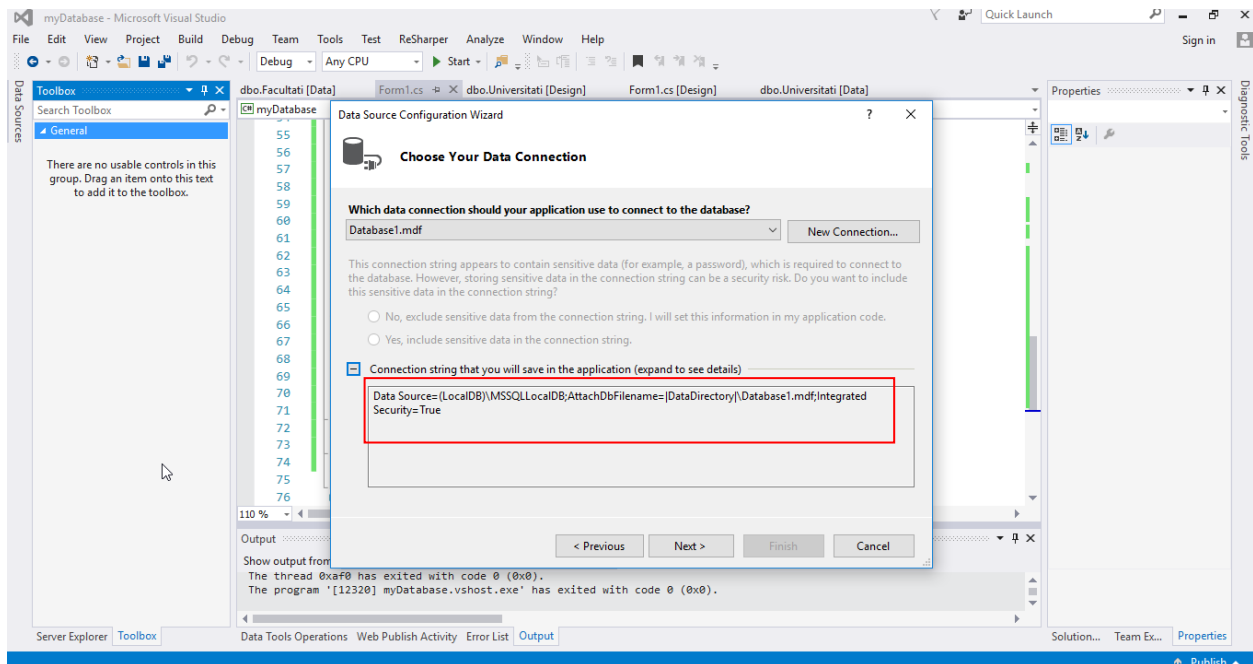 myDatabase - Microsoft Visual Studio
Quick Launch
File Edit View Project Build Debug Team Tools Test ReSharper Analyze Window Help
Sign in
Debug Any CPU Start
Data Sources
Toolbox
Search Toolbox
General
There are no usable controls in this
group. Drag an item onto this text
to add it to the toolbox.
dbo.Facultati [Data] Form1.cs dbo.Universitati [Design] Form1.cs [Design] dbo.Universitati [Data]
C# myDatabase
55
56
57
58
59
60
61
62
63
64
65
66
67
68
69
70
71
72
73
74
75
76
110 %
Data Source Configuration Wizard
? X
Choose Your Data Connection
Which data connection should your application use to connect to the database?
Database1.mdf
New Connection...
This connection string appears to contain sensitive data (for example, a password), which is required to connect to
the database. However, storing sensitive data in the connection string can be a security risk. Do you want to include
this sensitive data in the connection string?
No, exclude sensitive data from the connection string. I will set this information in my application code.
Yes, include sensitive data in the connection string.
Connection string that you will save in the application (expand to see details)
Data Source=(LocalDB)\MSSQLLocalDB;AttachDbFilename=|DataDirectory|\Database1.mdf;Integrated
Security=True
< Previous Next > Finish Cancel
Properties
Diagnostic Tools
Output
Show output from
The thread 0xaf0 has exited with code 0 (0x0).
The program '[12320] myDatabase.vshost.exe' has exited with code 0 (0x0).
Server Explorer Toolbox
Data Tools Operations Web Publish Activity Error List Output
Solution... Team Ex... Properties
Publish